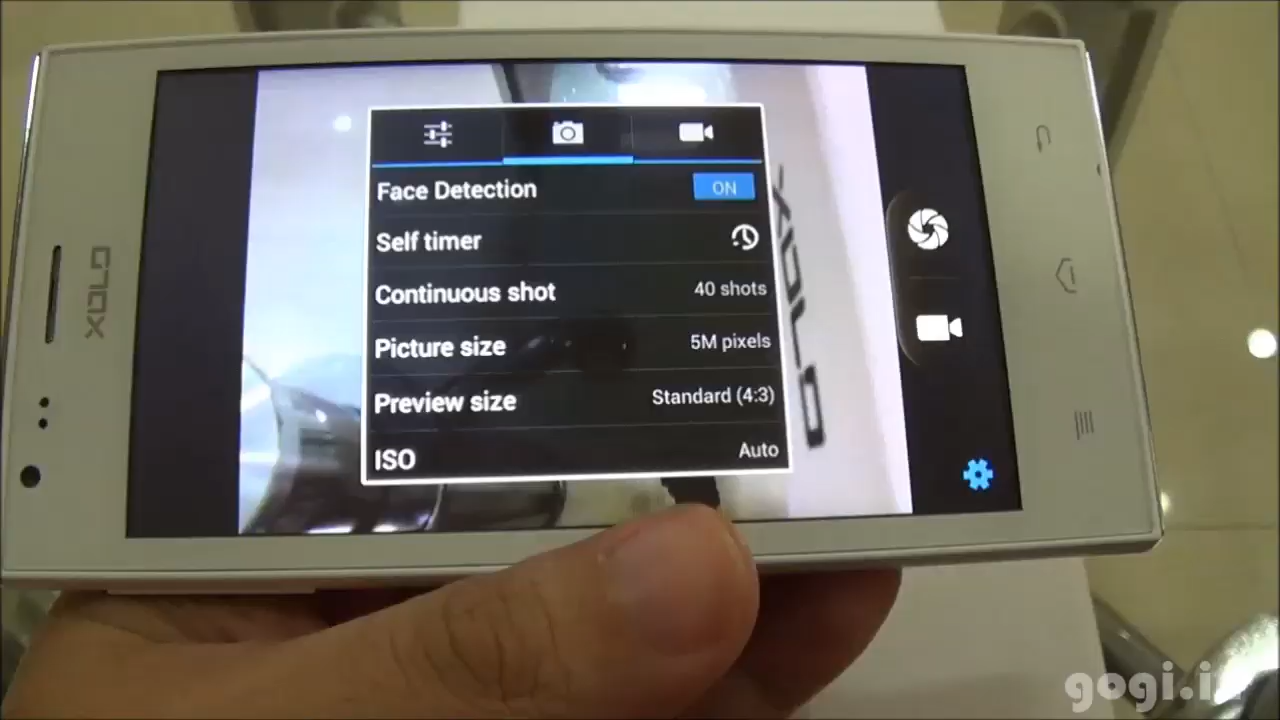 XOLO
Face Detection ON
Self timer
Continuous shot 40 shots
Picture size 5M pixels
Preview size Standard (4:3)
ISO Auto
XOLO